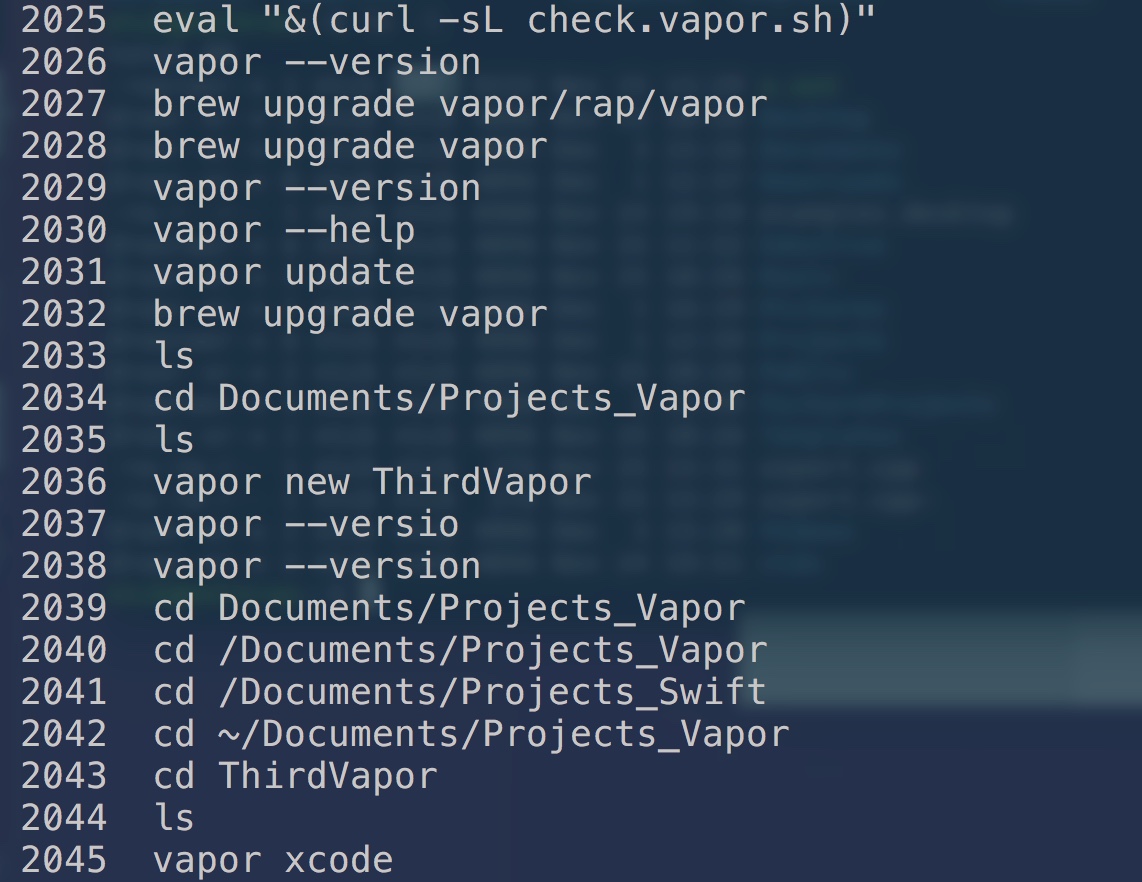 2025 eval "&(curl -sL check.vapor.sh)"
2026 vapor --version
2027 brew upgrade vapor/rap/vapor
2028 brew upgrade vapor
2029 vapor --version
2030 vapor --help
2031 vapor update
2032 brew upgrade vapor
2033 ls
2034 cd Documents/Projects_Vapor
2035 ls
2036 vapor new ThirdVapor
2037 vapor --versio
2038 vapor --version
2039 cd Documents/Projects_Vapor
2040 cd /Documents/Projects_Vapor
2041 cd /Documents/Projects_Swift
2042 cd ~/Documents/Projects_Vapor
2043 cd ThirdVapor
2044 ls
2045 vapor xcode